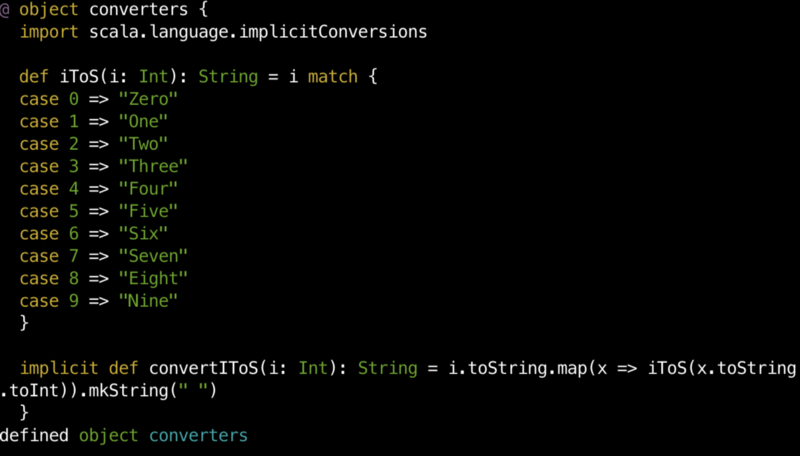 @ object converters {
import scala.language.implicitConversions
def iToS(i: Int): String = i match {
case 0 => "Zero"
case 1 => "One"
case 2 => "Two"
case 3 => "Three"
case 4 => "Four"
case 5 => "Five"
case 6 => "Six"
case 7 => "Seven"
case 8 => "Eight"
case 9 => "Nine"
}
implicit def convertIToS(i: Int): String = i.toString.map(x => iToS(x.toString
.toInt)).mkString(" ")
}
defined object converters